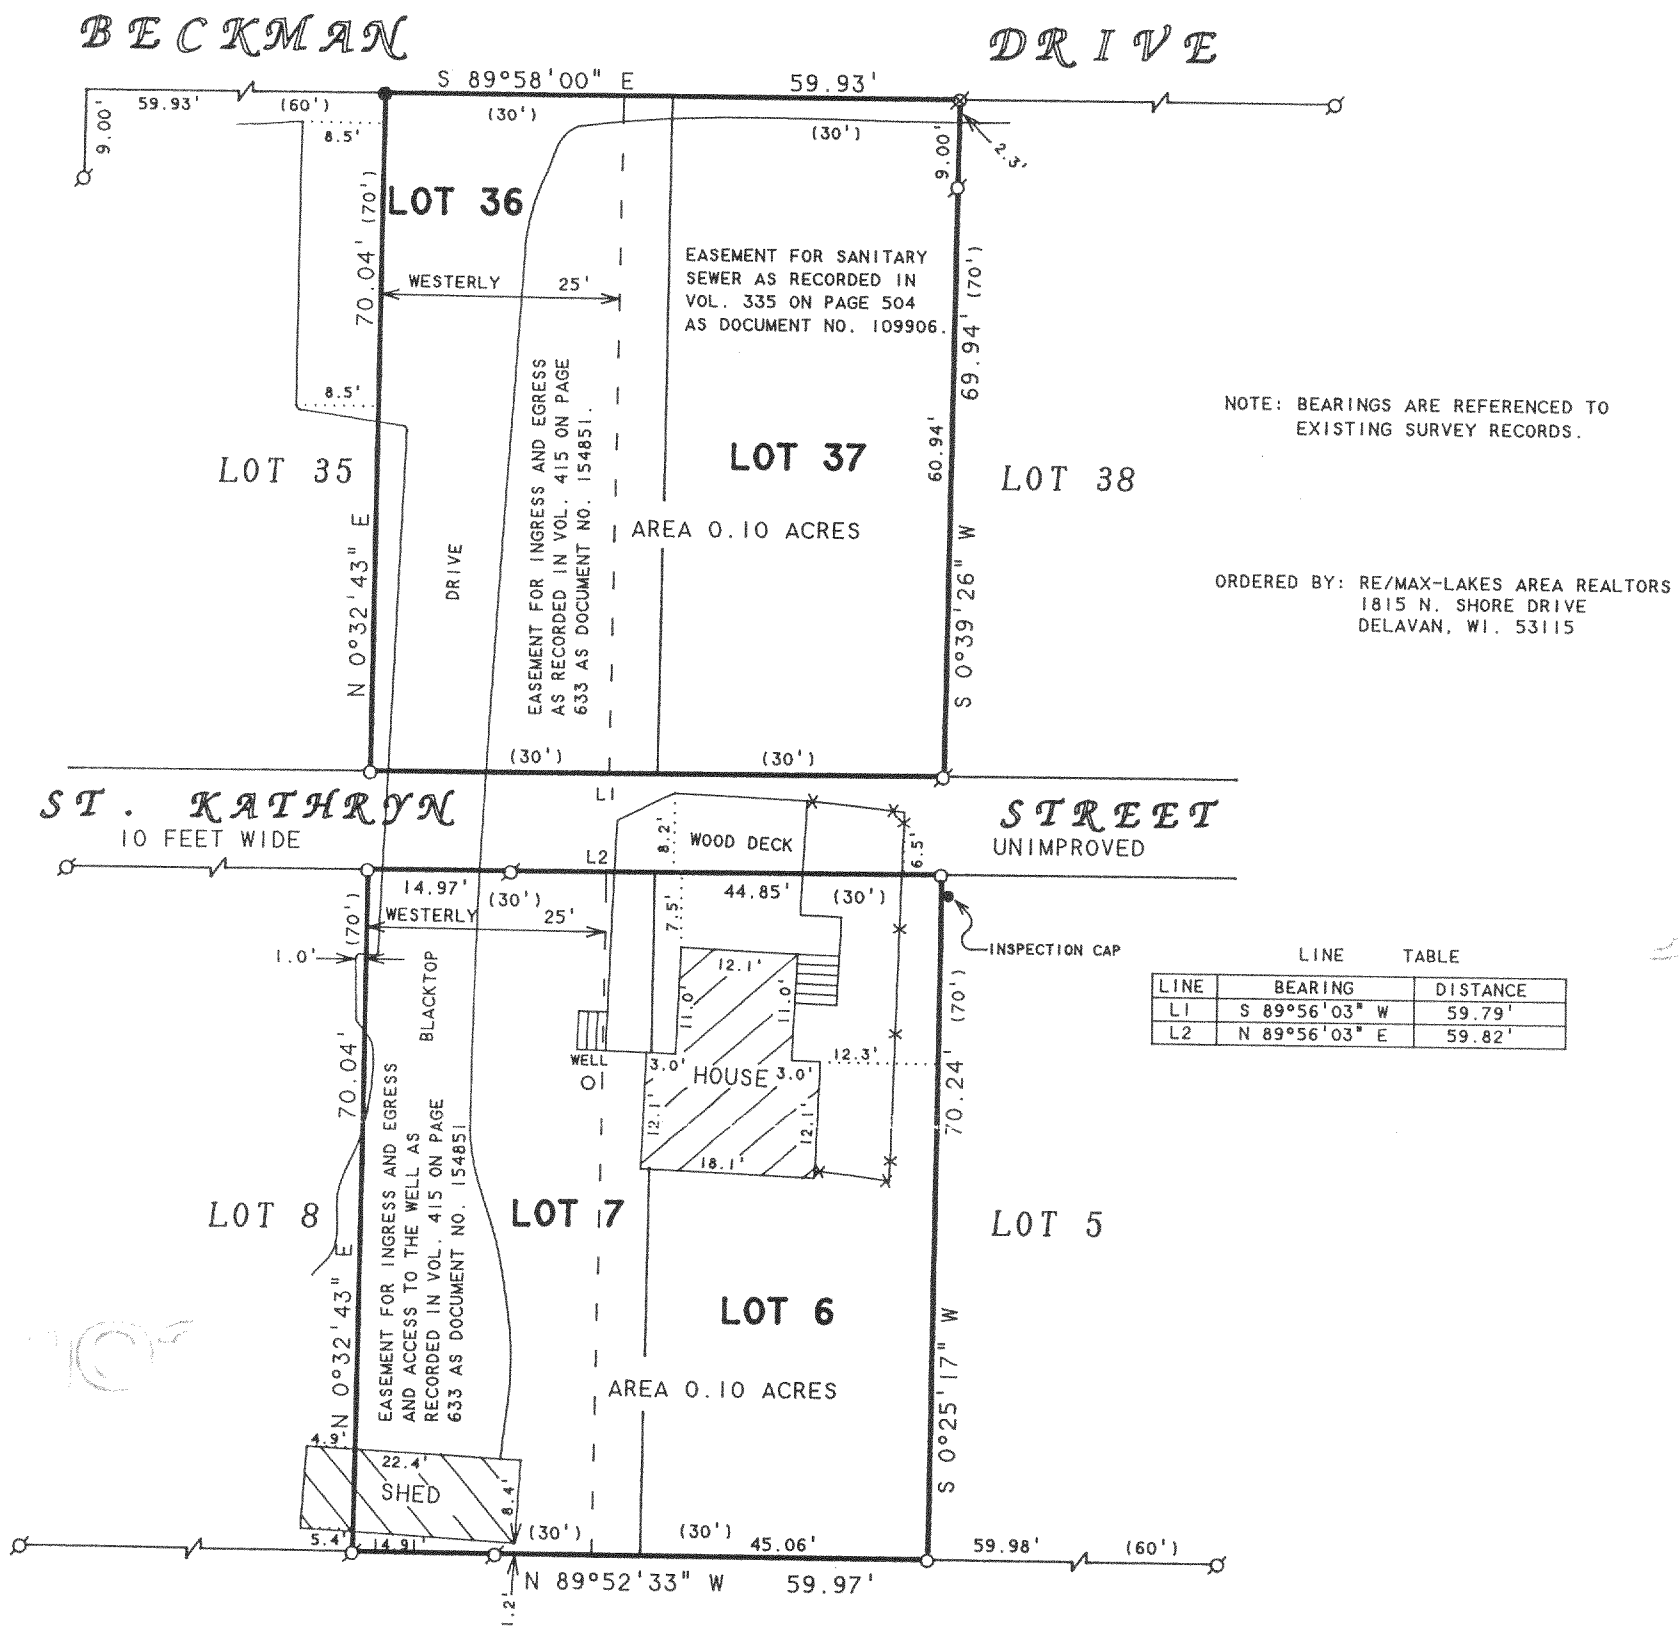 BECKMAN DRIVE
S 89°58'00" E 59.93'
59.93' (60') (30') (30')
9.00' 8.5' 9.00' 2.3'
LOT 36
70.04' (70')
WESTERLY 25'
EASEMENT FOR SANITARY
SEWER AS RECORDED IN
VOL. 335 ON PAGE 504
AS DOCUMENT NO. 109906.
69.94' (70')
60.94'
8.5'
EASEMENT FOR INGRESS AND EGRESS
AS RECORDED IN VOL. 415 ON PAGE
633 AS DOCUMENT NO. 154851.
NOTE: BEARINGS ARE REFERENCED TO
EXISTING SURVEY RECORDS.
LOT 35
LOT 37
LOT 38
AREA 0.10 ACRES
N 0°32'43" E
DRIVE
S 0°39'26" W
ORDERED BY: RE/MAX-LAKES AREA REALTORS
1815 N. SHORE DRIVE
DELAVAN, WI. 53115
(30') (30')
L1
ST. KATHRYN STREET
10 FEET WIDE
UNIMPROVED
8.2'
WOOD DECK
6.5'
L2
14.97' (30') 44.85' (30')
WESTERLY 25'
7.5'
(70')
1.0'
BLACKTOP
INSPECTION CAP
12.1'
11.0' 11.0'
LINE TABLE
LINE BEARING DISTANCE
L1 S 89°56'03" W 59.79'
L2 N 89°56'03" E 59.82'
WELL
3.0' HOUSE 3.0'
12.3'
12.1' 12.1'
18.1'
70.04'
70.24' (70')
EASEMENT FOR INGRESS AND EGRESS
AND ACCESS TO THE WELL AS
RECORDED IN VOL. 415 ON PAGE
633 AS DOCUMENT NO. 154851
LOT 8
LOT 7
LOT 5
LOT 6
AREA 0.10 ACRES
N 0°32'43" E
S 0°25'17" W
4.9'
22.4'
SHED
8.4'
5.4' 14.91' (30') (30') 45.06' 59.98' (60')
N 89°52'33" W 59.97'
1.2'